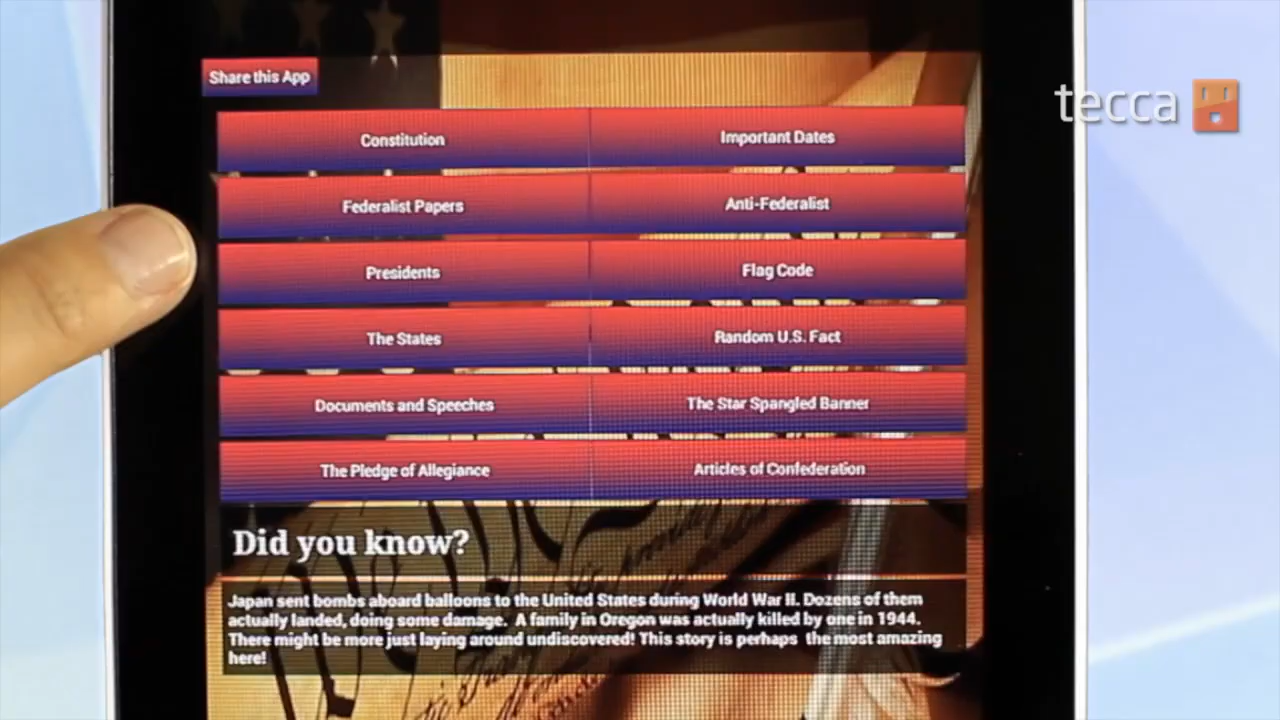 tecca
Share this App
Constitution
Important Dates
Federalist Papers
Anti-Federalist
Presidents
Flag Code
The States
Random U.S. Fact
Documents and Speeches
The Star Spangled Banner
The Pledge of Allegiance
Articles of Confederation
Did you know?
Japan sent bombs aboard balloons to the United States during World War II. Dozens of them
actually landed, doing some damage. A family in Oregon was actually killed by one in 1944.
There might be more just laying around undiscovered! This story is perhaps the most amazing
here!